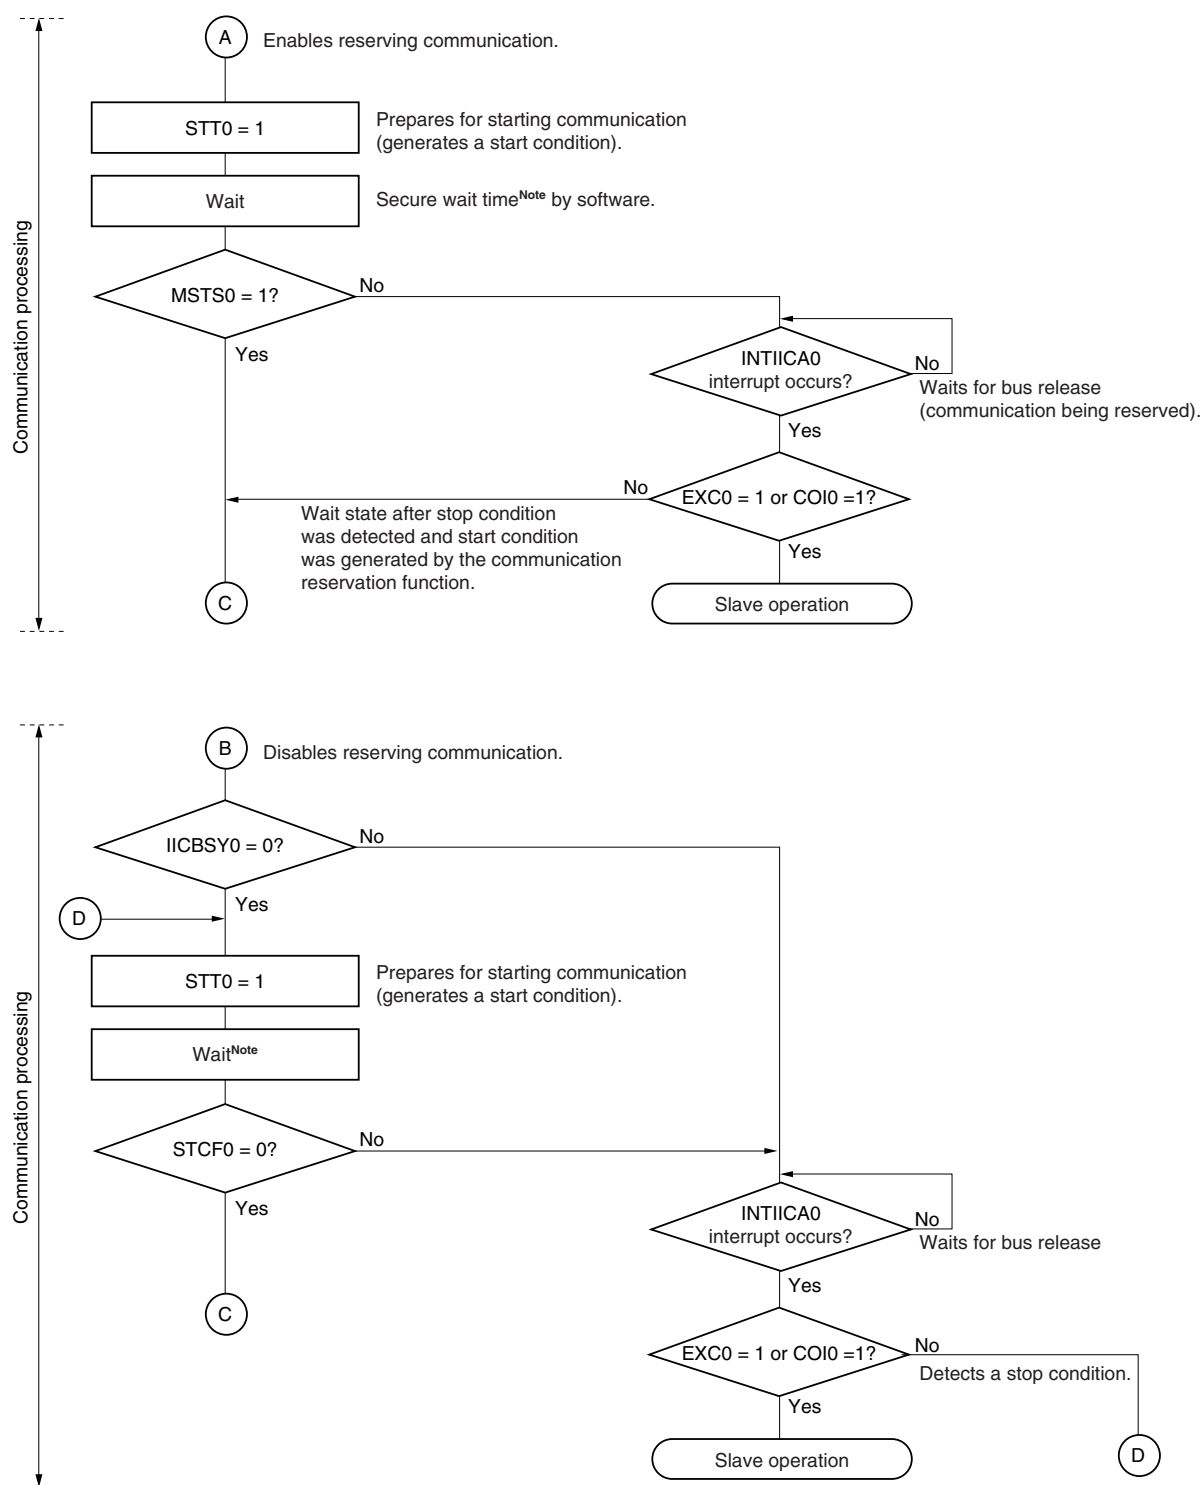 A
Enables reserving communication.
STT0 = 1
Prepares for starting communication
(generates a start condition).
Wait
Secure wait timeNote by software.
MSTS0 = 1?
No
Yes
INTIICA0
interrupt occurs?
No
Waits for bus release
(communication being reserved).
Yes
EXC0 = 1 or COI0 =1?
No
Wait state after stop condition
was detected and start condition
was generated by the communication
reservation function.
Yes
C
Slave operation
Communication processing
B
Disables reserving communication.
IICBSY0 = 0?
No
Yes
D
STT0 = 1
Prepares for starting communication
(generates a start condition).
WaitNote
STCF0 = 0?
No
Yes
INTIICA0
interrupt occurs?
No
Waits for bus release
Yes
C
EXC0 = 1 or COI0 =1?
No
Detects a stop condition.
Yes
Slave operation
D
Communication processing